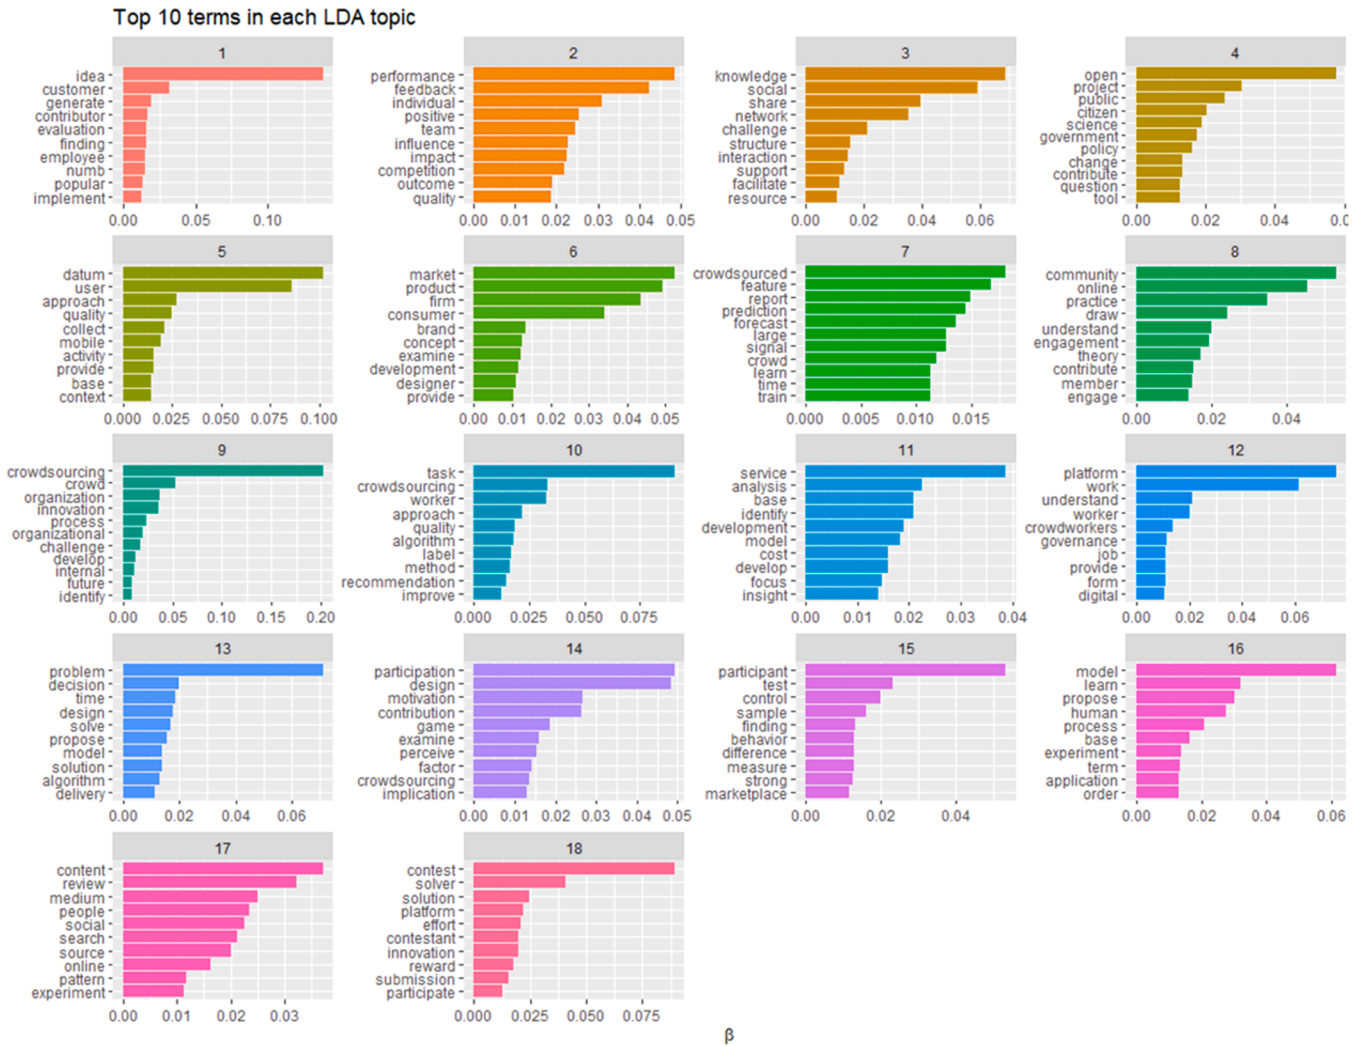 Top 10 terms in each LDA topic
1
idea
customer
generate
contributor
evaluation
finding
employee
numb
popular
implement
0.00 0.05 0.10
2
performance
feedback
individual
positive
team
influence
impact
competition
outcome
quality
0.00 0.01 0.02 0.03 0.04 0.05
3
knowledge
social
share
network
challenge
structure
interaction
support
facilitate
resource
0.00 0.02 0.04 0.06
4
open
project
public
citizen
science
government
policy
change
contribute
question
tool
0.00 0.02 0.04 0.0
5
datum
user
approach
quality
collect
mobile
activity
provide
base
context
0.000 0.025 0.050 0.075 0.100
6
market
product
firm
consumer
brand
concept
examine
development
designer
provide
0.00 0.01 0.02 0.03 0.04 0.05
7
crowdsourced
feature
report
prediction
forecast
large
signal
crowd
learn
time
train
0.000 0.005 0.010 0.015
8
community
online
practice
draw
understand
engagement
theory
contribute
member
engage
0.00 0.02 0.04
9
crowdsourcing
crowd
organization
innovation
process
organizational
challenge
develop
internal
future
identify
0.00 0.05 0.10 0.15 0.20
10
task
crowdsourcing
worker
approach
quality
algorithm
label
method
recommendation
improve
0.000 0.025 0.050 0.075
11
service
analysis
base
identify
development
model
cost
develop
focus
insight
0.00 0.01 0.02 0.03 0.04
12
platform
work
understand
worker
crowdworkers
governance
job
provide
form
digital
0.00 0.02 0.04 0.06
13
problem
decision
time
design
solve
propose
model
solution
algorithm
delivery
0.00 0.02 0.04 0.06
14
participation
design
motivation
contribution
game
examine
perceive
factor
crowdsourcing
implication
0.00 0.01 0.02 0.03 0.04 0.05
15
participant
test
control
sample
finding
behavior
difference
measure
strong
marketplace
0.00 0.02 0.04
16
model
learn
propose
human
process
base
experiment
term
application
order
0.00 0.02 0.04 0.06
17
content
review
medium
people
social
search
source
online
pattern
experiment
0.00 0.01 0.02 0.03
18
contest
solver
solution
platform
effort
contestant
innovation
reward
submission
participate
0.000 0.025 0.050 0.075
β